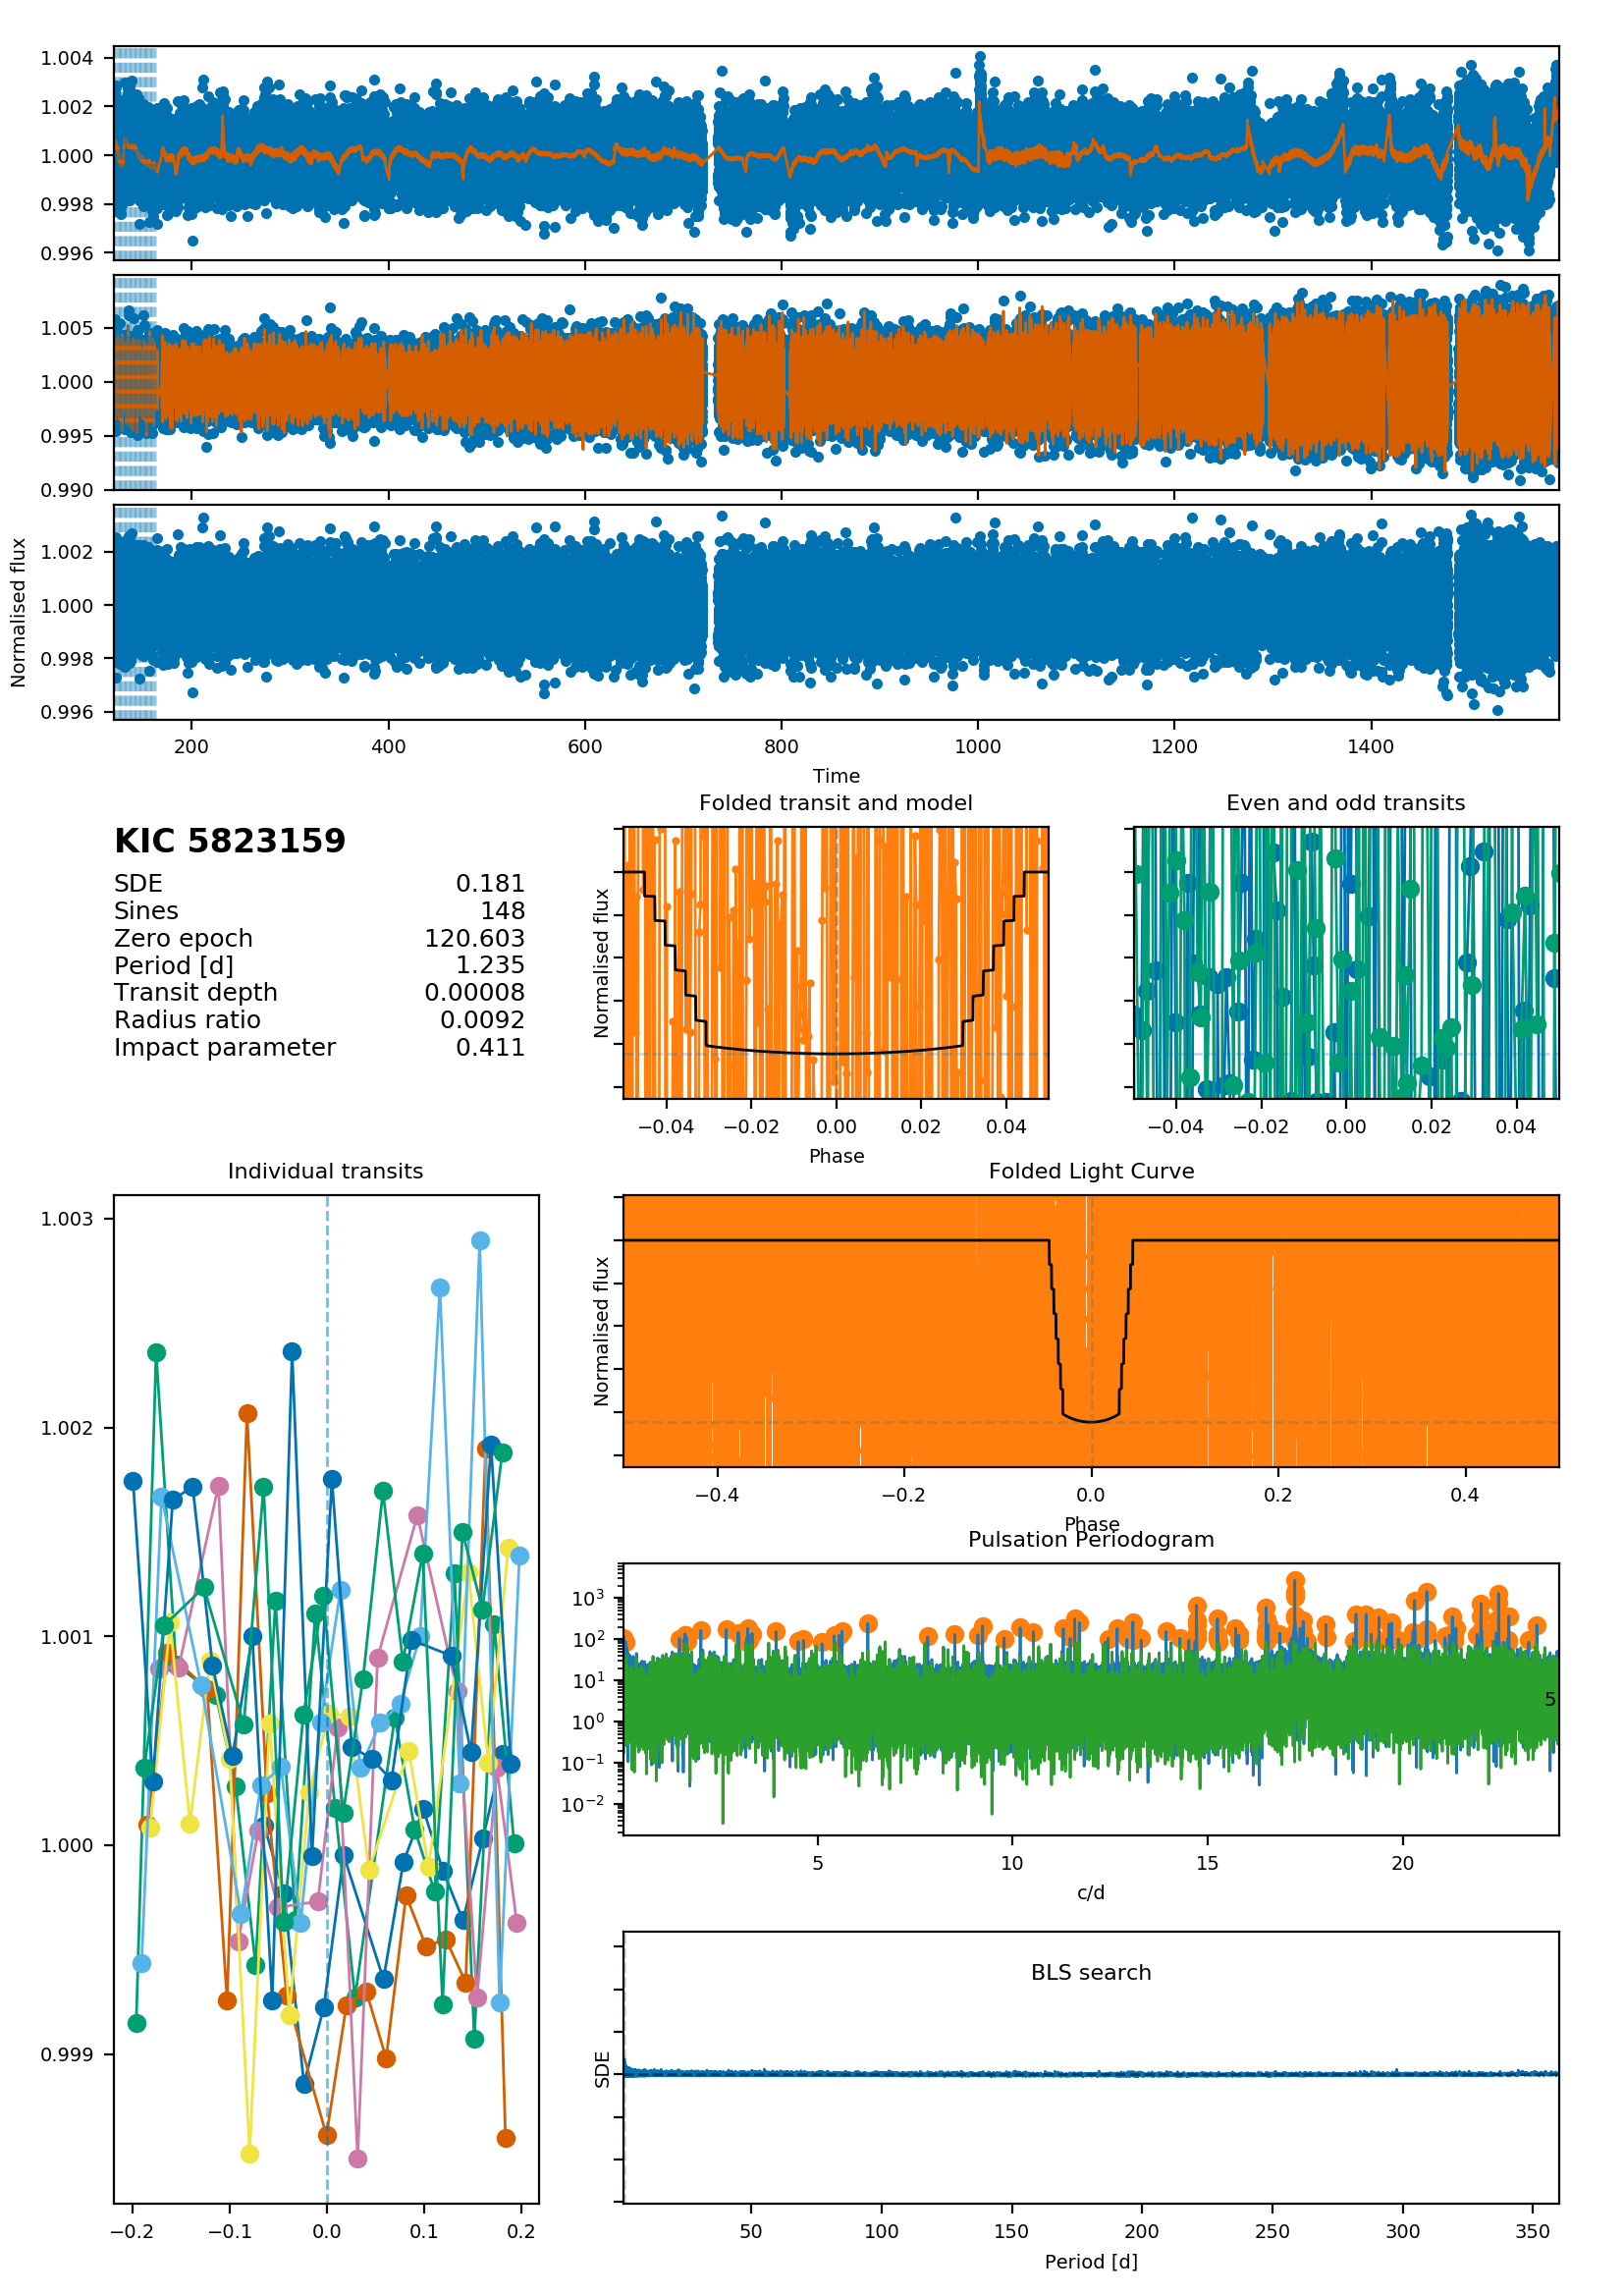 1.004
1.002
1.000
0.998
0.996
1.005
1.000
0.995
0.990
1.002
1.000
0.998
0.996
Normalised flux
200 400 600 800 1000 1200 1400
Time
KIC 5823159
SDE 0.181
Sines 148
Zero epoch 120.603
Period [d] 1.235
Transit depth 0.00008
Radius ratio 0.0092
Impact parameter 0.411
Folded transit and model
Normalised flux
−0.04 −0.02 0.00 0.02 0.04
Phase
Even and odd transits
−0.04 −0.02 0.00 0.02 0.04
Individual transits
1.003
1.002
1.001
1.000
0.999
−0.2 −0.1 0.0 0.1 0.2
Folded Light Curve
Normalised flux
−0.4 −0.2 0.0 0.2 0.4
Phase
Pulsation Periodogram
10³
10²
10¹
10⁰
10⁻¹
10⁻²
5
5 10 15 20
c/d
BLS search
SDE
50 100 150 200 250 300 350
Period [d]